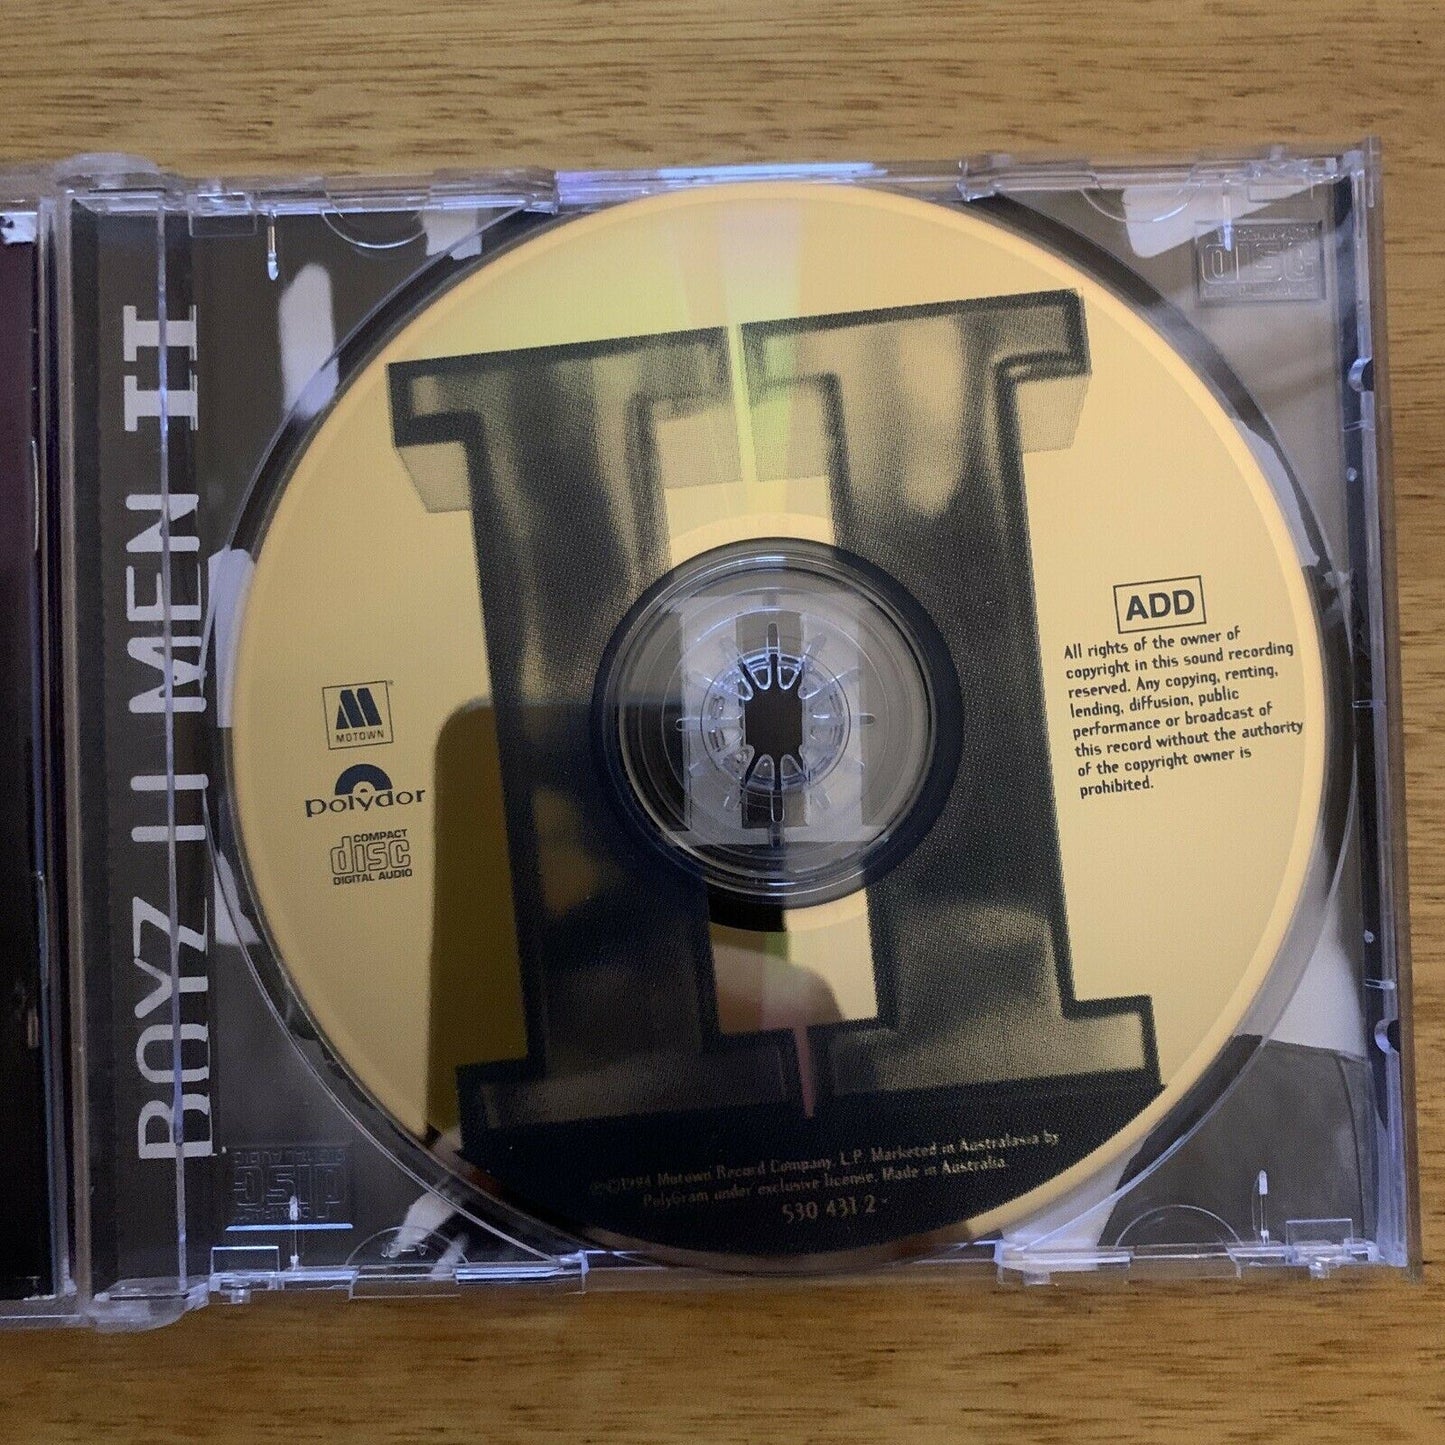 BOYZ II MEN II
II
MOTOWN
polydor
COMPACT
disc
DIGITAL AUDIO
ADD
All rights of the owner of
copyright in this sound recording
reserved. Any copying, renting,
lending, diffusion, public
performance or broadcast of
this record without the authority
of the copyright owner is
prohibited.
℗©1994 Motown Record Company, L.P. Marketed in Australasia by
PolyGram under exclusive license. Made in Australia.
530 431 2